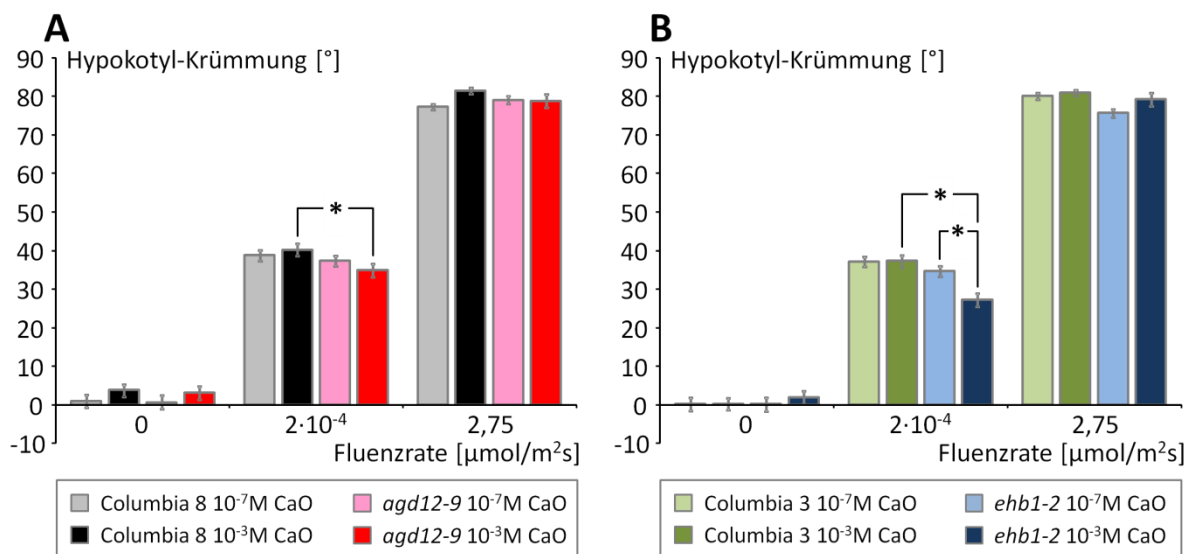 A
Hypokotyl-Krümmung [°]
90
80
70
60
50
40
30
20
10
0
-10
*
0 2·10⁻⁴ 2,75
Fluenzrate [µmol/m²s]
Columbia 8 10⁻⁷M CaO agd12-9 10⁻⁷M CaO
Columbia 8 10⁻³M CaO agd12-9 10⁻³M CaO
B
Hypokotyl-Krümmung [°]
90
80
70
60
50
40
30
20
10
0
-10
*
*
0 2·10⁻⁴ 2,75
Fluenzrate [µmol/m²s]
Columbia 3 10⁻⁷M CaO ehb1-2 10⁻⁷M CaO
Columbia 3 10⁻³M CaO ehb1-2 10⁻³M CaO